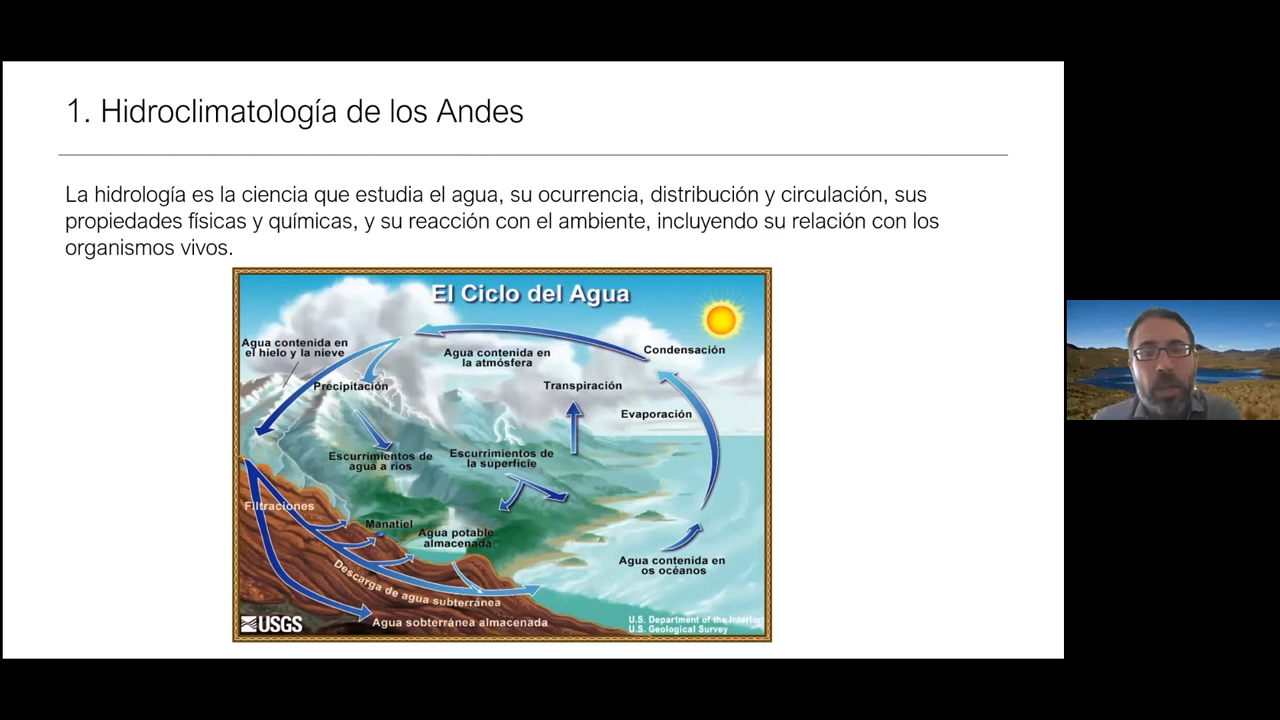 1. Hidroclimatología de los Andes
La hidrología es la ciencia que estudia el agua, su ocurrencia, distribución y circulación, sus
propiedades físicas y químicas, y su reacción con el ambiente, incluyendo su relación con los
organismos vivos.
El Ciclo del Agua
Agua contenida en
el hielo y la nieve
Agua contenida en
la atmósfera
Condensación
Precipitación
Transpiración
Evaporación
Escurrimientos de
agua a rios
Escurrimientos de
la superficie
Filtraciones
Manatiel
Agua potable
almacenada
Agua contenida en
os océanos
Descarga de agua subterránea
Agua sobterránea almacenada
USGS
U.S. Department of the Interior
U.S. Geological Survey